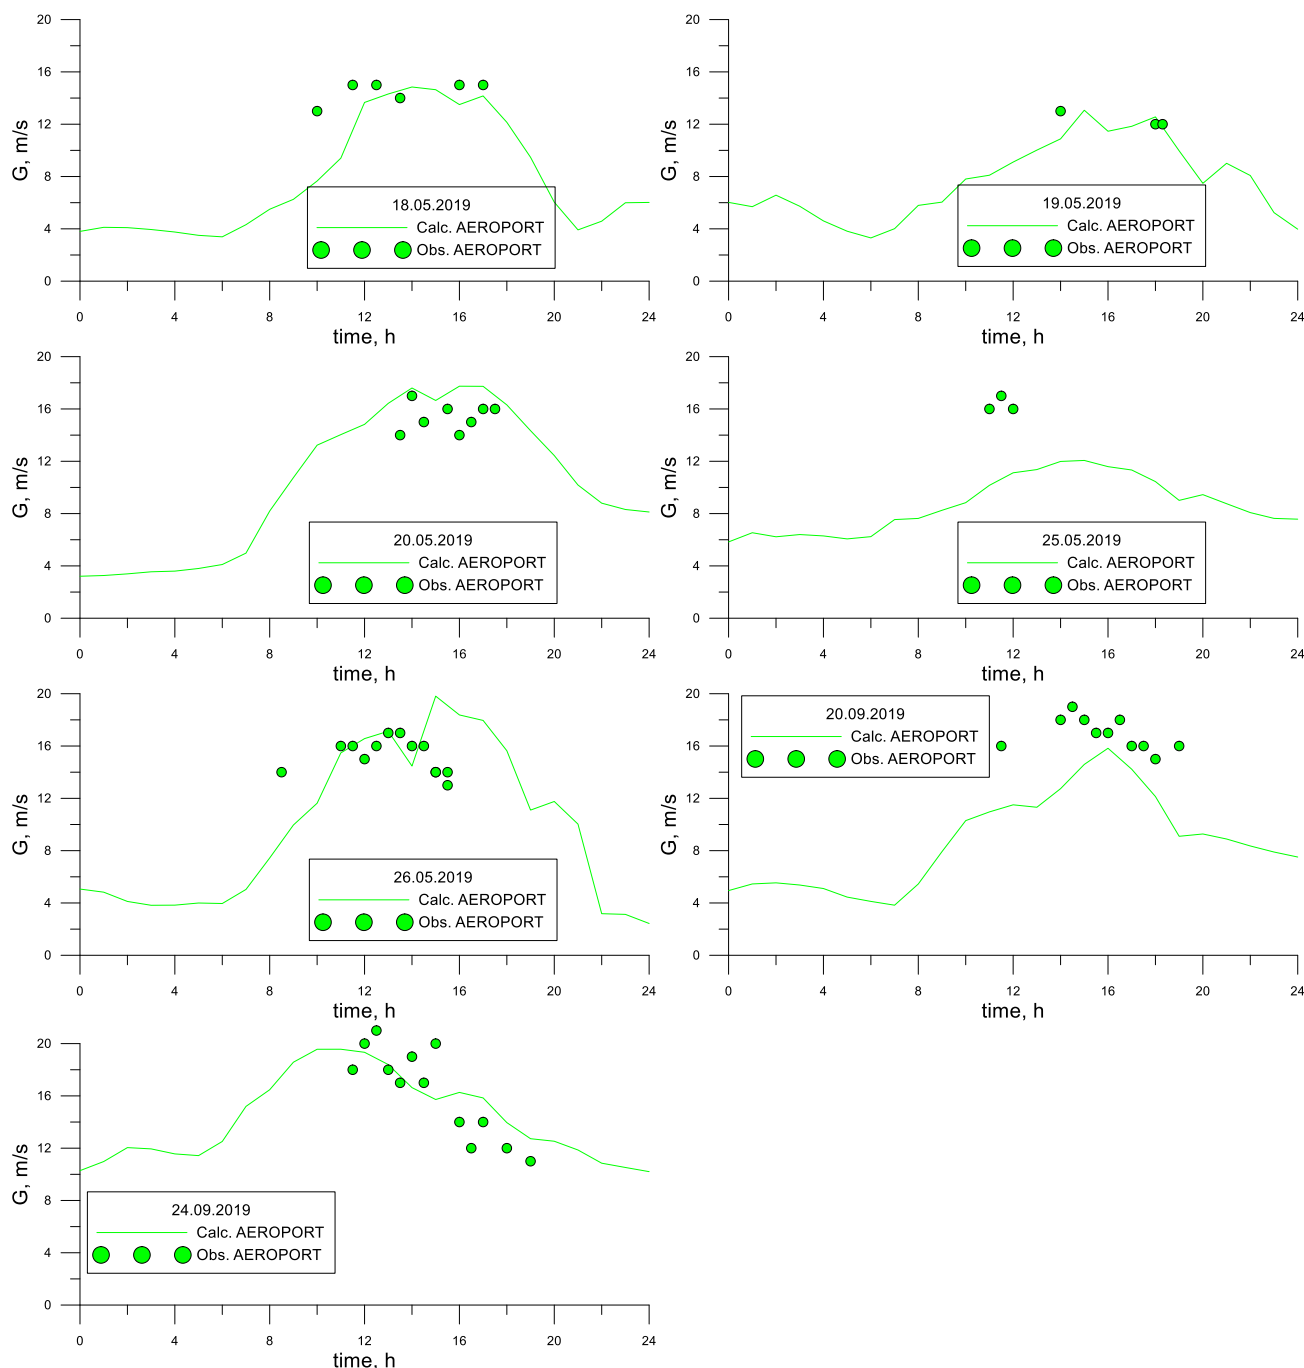 20
16
12
8
4
0
G, m/s
18.05.2019
Calc. AEROPORT
Obs. AEROPORT
0 4 8 12 16 20 24
time, h
20
16
12
8
4
0
G, m/s
19.05.2019
Calc. AEROPORT
Obs. AEROPORT
0 4 8 12 16 20 24
time, h
20
16
12
8
4
0
G, m/s
20.05.2019
Calc. AEROPORT
Obs. AEROPORT
0 4 8 12 16 20 24
time, h
20
16
12
8
4
0
G, m/s
25.05.2019
Calc. AEROPORT
Obs. AEROPORT
0 4 8 12 16 20 24
time, h
20
16
12
8
4
0
G, m/s
26.05.2019
Calc. AEROPORT
Obs. AEROPORT
0 4 8 12 16 20 24
time, h
20
16
12
8
4
0
G, m/s
20.09.2019
Calc. AEROPORT
Obs. AEROPORT
0 4 8 12 16 20 24
time, h
20
16
12
8
4
0
G, m/s
24.09.2019
Calc. AEROPORT
Obs. AEROPORT
0 4 8 12 16 20 24
time, h